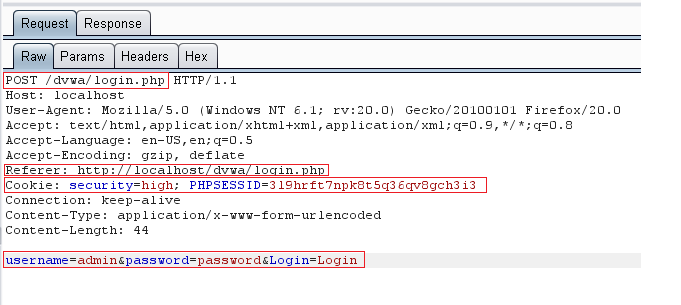 Request Response
Raw Params Headers Hex
POST /dvwa/login.php HTTP/1.1
Host: localhost
User-Agent: Mozilla/5.0 (Windows NT 6.1; rv:20.0) Gecko/20100101 Firefox/20.0
Accept: text/html,application/xhtml+xml,application/xml;q=0.9,*/*;q=0.8
Accept-Language: en-US,en;q=0.5
Accept-Encoding: gzip, deflate
Referer: http://localhost/dvwa/login.php
Cookie: security=high; PHPSESSID=3l9hrft7npk8t5q36qv8gch3i3
Connection: keep-alive
Content-Type: application/x-www-form-urlencoded
Content-Length: 44
username=admin&password=password&Login=Login